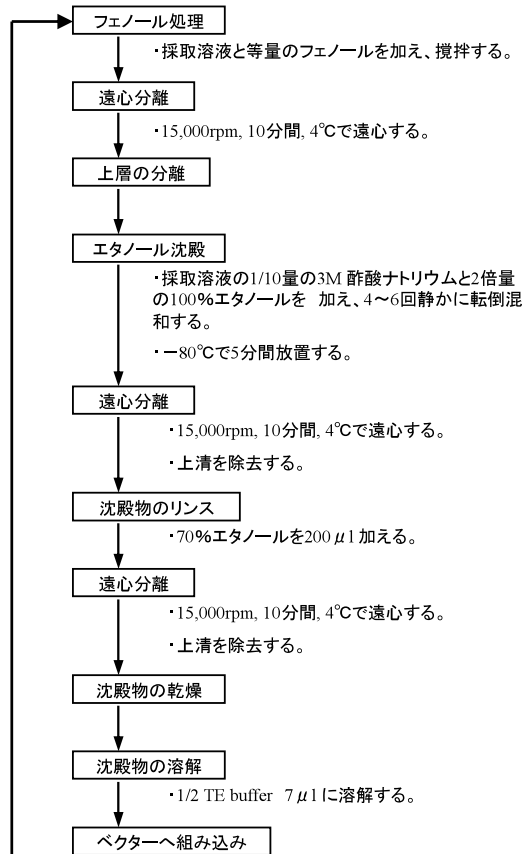 フェノール処理
・採取溶液と等量のフェノールを加え、撹拌する。
遠心分離
・15,000rpm, 10分間, 4℃で遠心する。
上層の分離
エタノール沈殿
・採取溶液の1/10量の3M 酢酸ナトリウムと2倍量
の100%エタノールを 加え、4～6回静かに転倒混
和する。
・－80℃で5分間放置する。
遠心分離
・15,000rpm, 10分間, 4℃で遠心する。
・上清を除去する。
沈殿物のリンス
・70%エタノールを200μl加える。
遠心分離
・15,000rpm, 10分間, 4℃で遠心する。
・上清を除去する。
沈殿物の乾燥
沈殿物の溶解
・1/2 TE buffer 7μlに溶解する。
ベクターへ組み込み